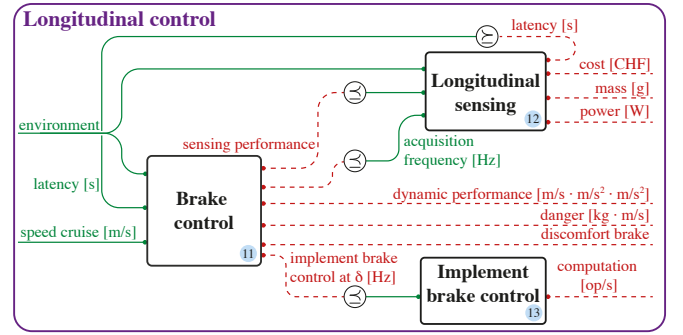 Longitudinal control
latency [s]
cost [CHF]
Longitudinal
sensing
12
mass [g]
power [W]
environment
sensing performance
acquisition
frequency [Hz]
latency [s]
Brake
control
11
dynamic performance [m/s · m/s² · m/s²]
danger [kg · m/s]
speed cruise [m/s]
discomfort brake
implement brake
control at δ [Hz]
Implement
brake control
13
computation
[op/s]
⪰
⪯
⪯
⪯